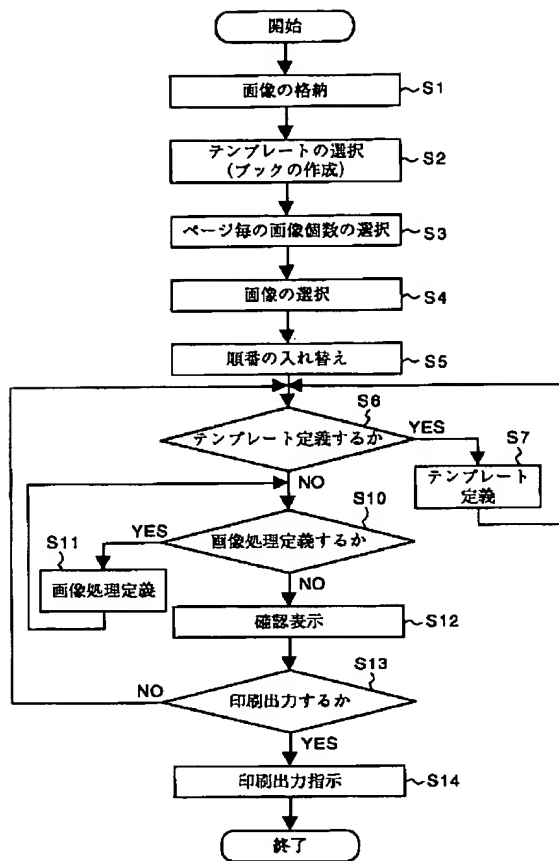 開始
画像の格納
S1
テンプレートの選択
(ブックの作成)
S2
ページ毎の画像個数の選択
S3
画像の選択
S4
順番の入れ替え
S5
S6
テンプレート定義するか
YES
S7
テンプレート
定義
NO
S10
画像処理定義するか
YES
S11
画像処理定義
NO
確認表示
S12
S13
NO
印刷出力するか
YES
印刷出力指示
S14
終了